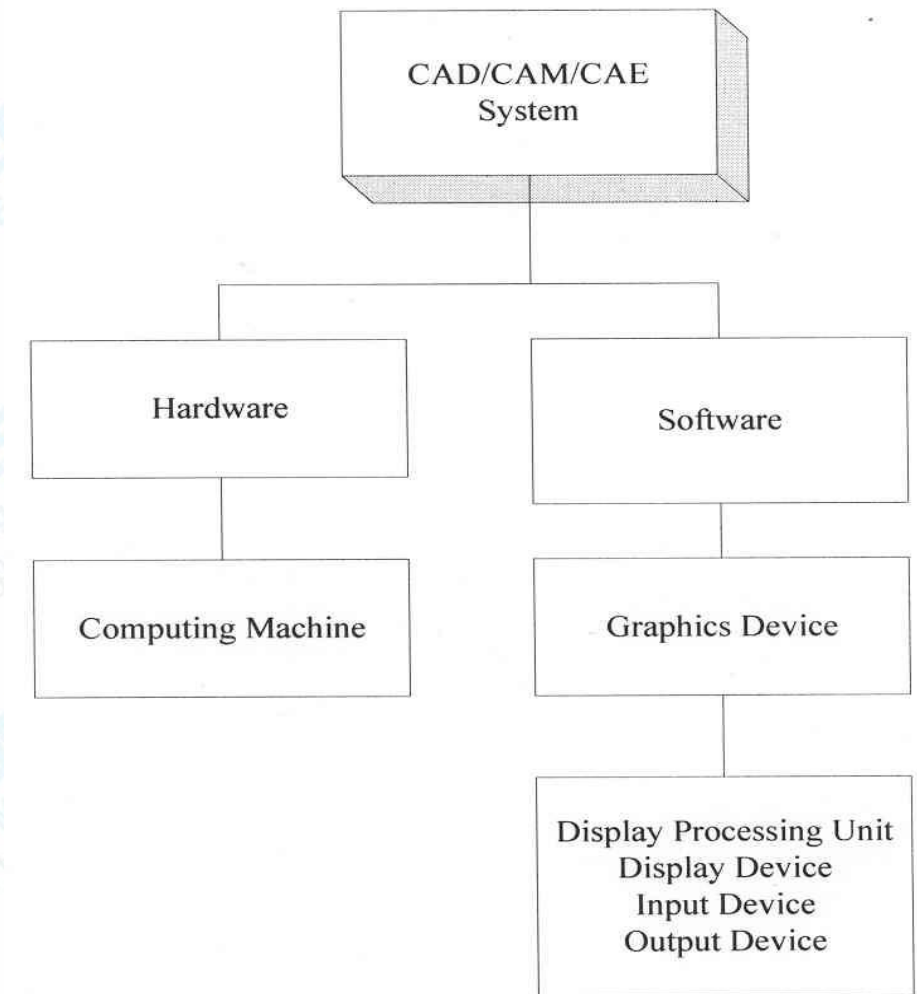 CAD/CAM/CAE
System
Hardware
Software
Computing Machine
Graphics Device
Display Processing Unit
Display Device
Input Device
Output Device